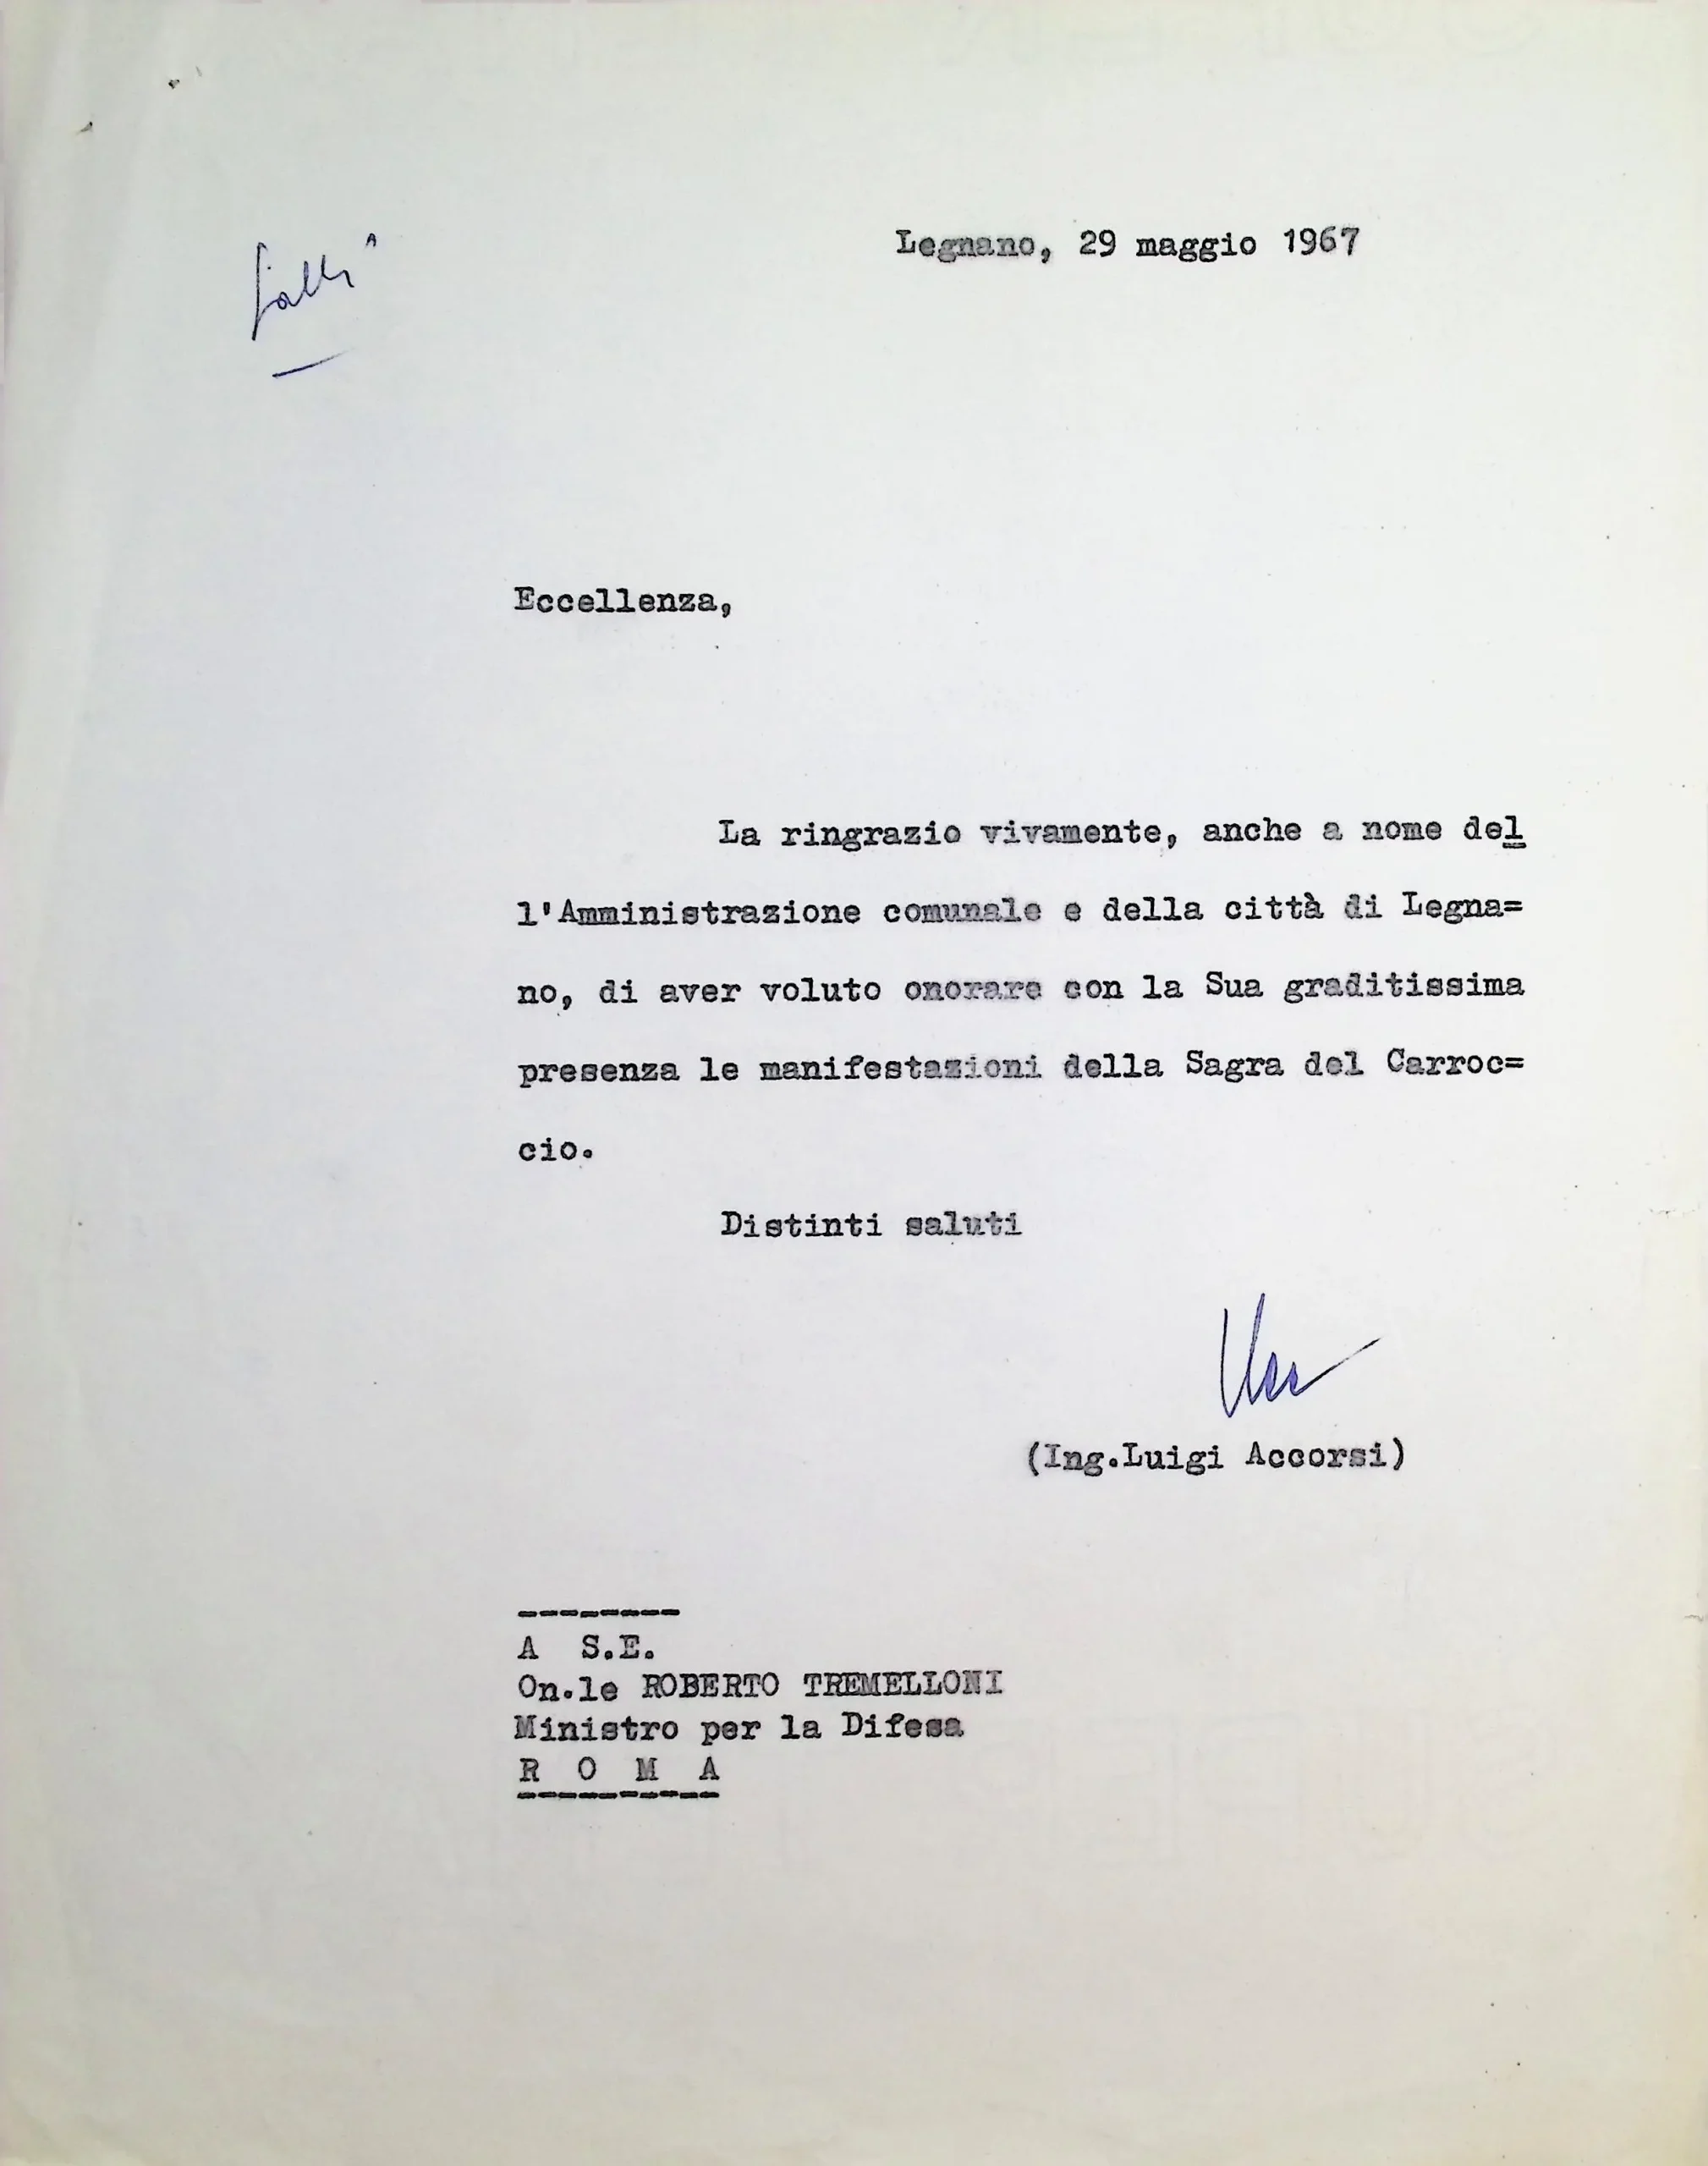 Legnano, 29 maggio 1967
Eccellenza,
La ringrazio vivamente, anche a nome del
l'Amministrazione comunale e della città di Legna=
no, di aver voluto onorare con la Sua graditissima
presenza le manifestazioni della Sagra del Carroc=
cio.
Distinti saluti
(Ing.Luigi Accorsi)
---------
A S.E.
On.le ROBERTO TREMELLONI
Ministro per la Difesa
R O M A
----------